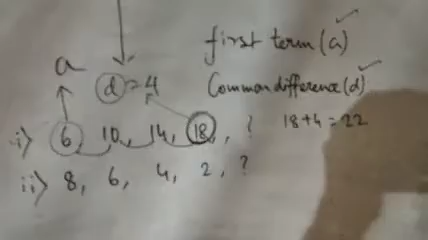 first term (a)
a
d = 4
Common difference (d)
i) 6, 10, 14, 18, , ?
18+4 = 22
ii) 8, 6, 4, 2, ?